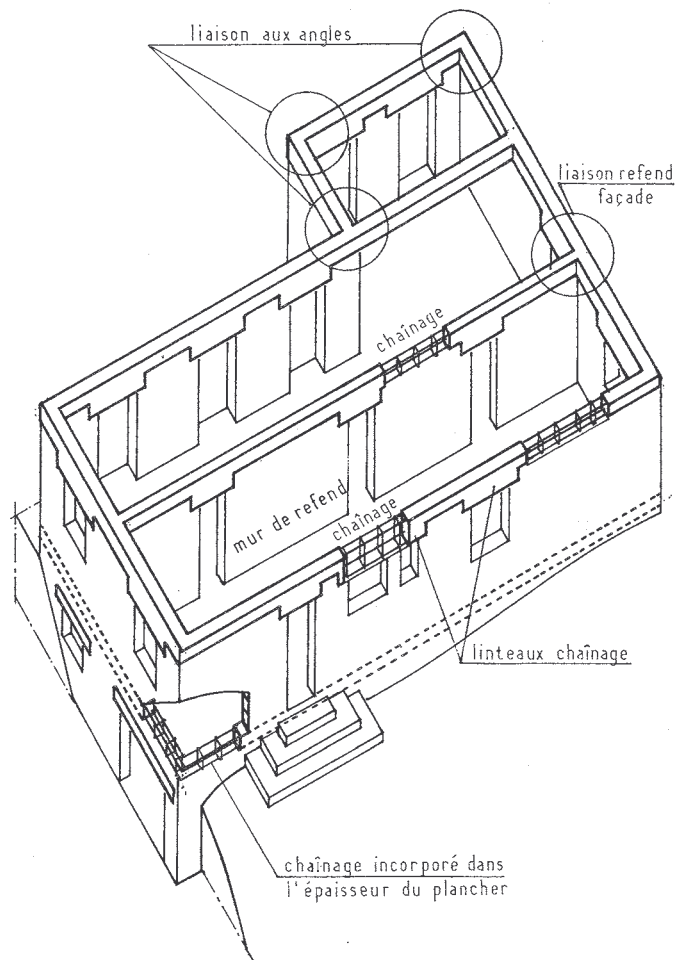 liaison aux angles
liaison refend
façade
chaînage
mur de refend
chaînage
linteaux chaînage
chaînage incorporé dans
l'épaisseur du plancher